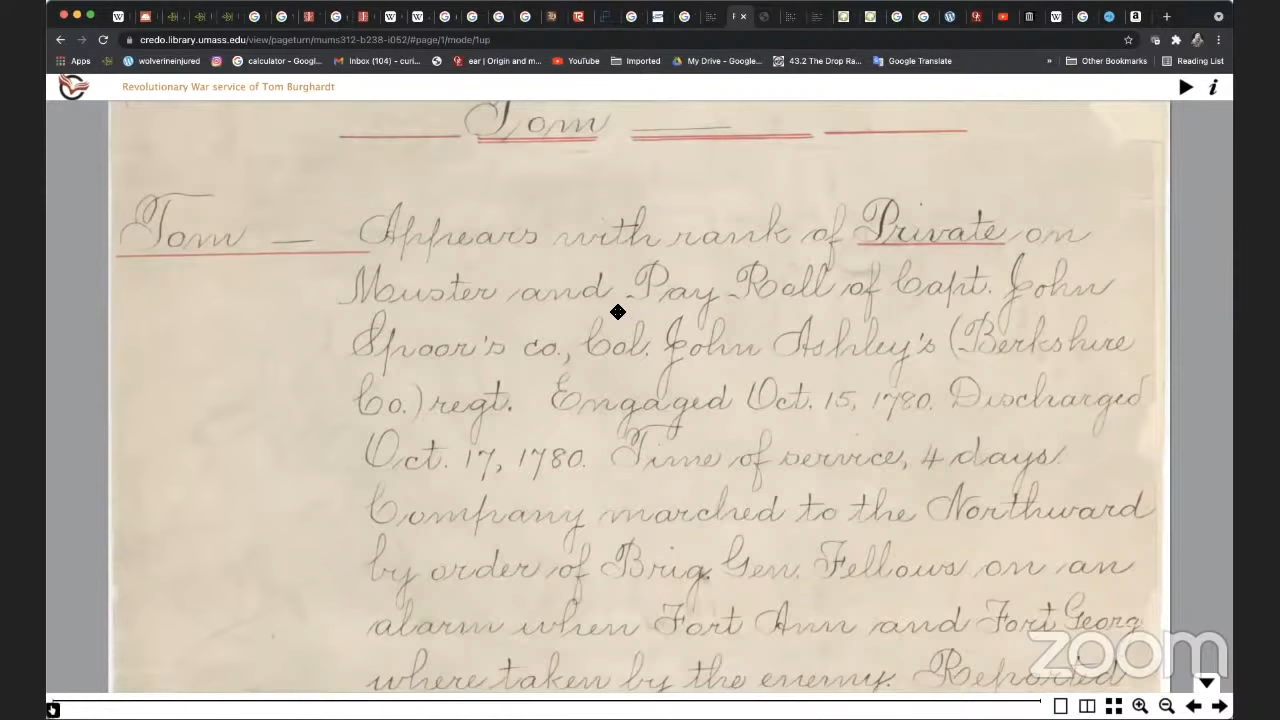 credo.library.umass.edu/view/pageturn/mums312-b238-i052/#page/1/mode/1up
Apps wolverineinjured calculator - Googl... Inbox (104) - curi... ear | Origin and m... YouTube Imported My Drive - Google... 43.2 The Drop Ra... Google Translate » Other Bookmarks Reading List
Revolutionary War service of Tom Burghardt
Tom
Tom — Appears with rank of Private on
Muster and Pay Roll of Capt. John
Spoor's co., Col. John Ashley's (Berkshire
Co.) regt. Engaged Oct. 15, 1780. Discharged
Oct. 17, 1780. Time of service, 4 days.
Company marched to the Northward
by order of Brig. Gen. Fellows on an
alarm when Fort Ann and Fort Georg
where taken by the enemy. Reported
zoom